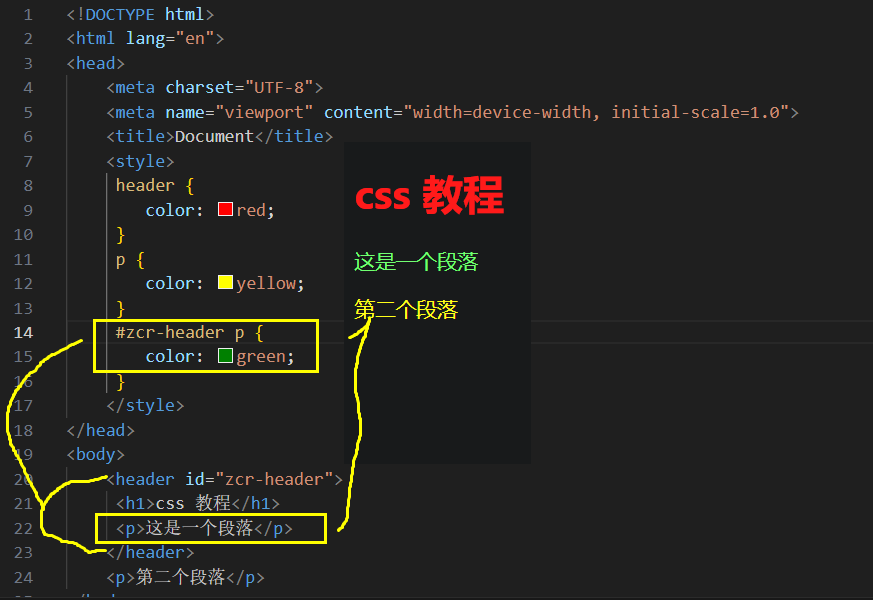 1 <!DOCTYPE html>
2 <html lang="en">
3 <head>
4 <meta charset="UTF-8">
5 <meta name="viewport" content="width=device-width, initial-scale=1.0">
6 <title>Document</title>
7 <style>
8 header {
9 color: red;
10 }
11 p {
12 color: yellow;
13 }
14 #zcr-header p {
15 color: green;
16 }
17 </style>
18 </head>
19 <body>
20 <header id="zcr-header">
21 <h1>css 教程</h1>
22 <p>这是一个段落</p>
23 </header>
24 <p>第二个段落</p>
css 教程
这是一个段落
第二个段落